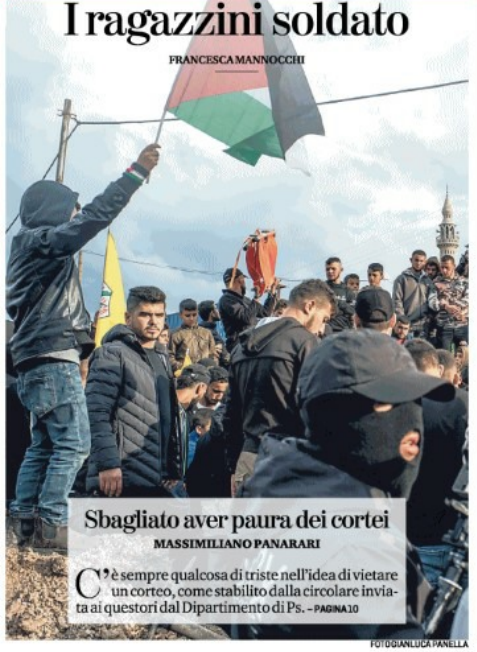 I ragazzini soldato
FRANCESCA MANNOCCHI
Sbagliato aver paura dei cortei
MASSIMILIANO PANARARI
C'è sempre qualcosa di triste nell'idea di vietare
un corteo, come stabilito dalla circolare invia-
ta ai questori dal Dipartimento di Ps. – PAGINA 10
FOTO GIANLUCA PANELLA